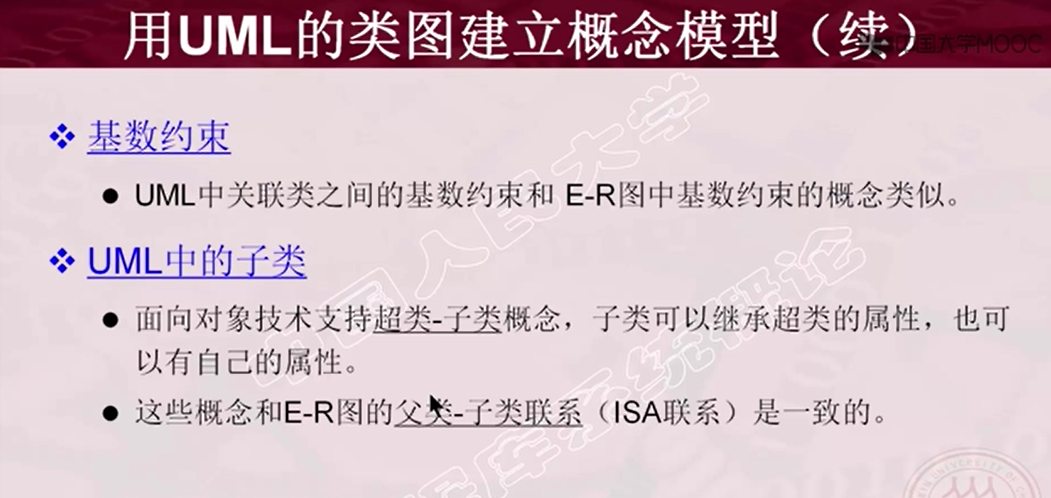 用UML的类图建立概念模型（续）
中国大学MOOC
基数约束
UML中关联类之间的基数约束和 E-R图中基数约束的概念类似。
UML中的子类
面向对象技术支持超类-子类概念，子类可以继承超类的属性，也可
以有自己的属性。
这些概念和E-R图的父类-子类联系（ISA联系）是一致的。
中国人民大学
数据库系统概论